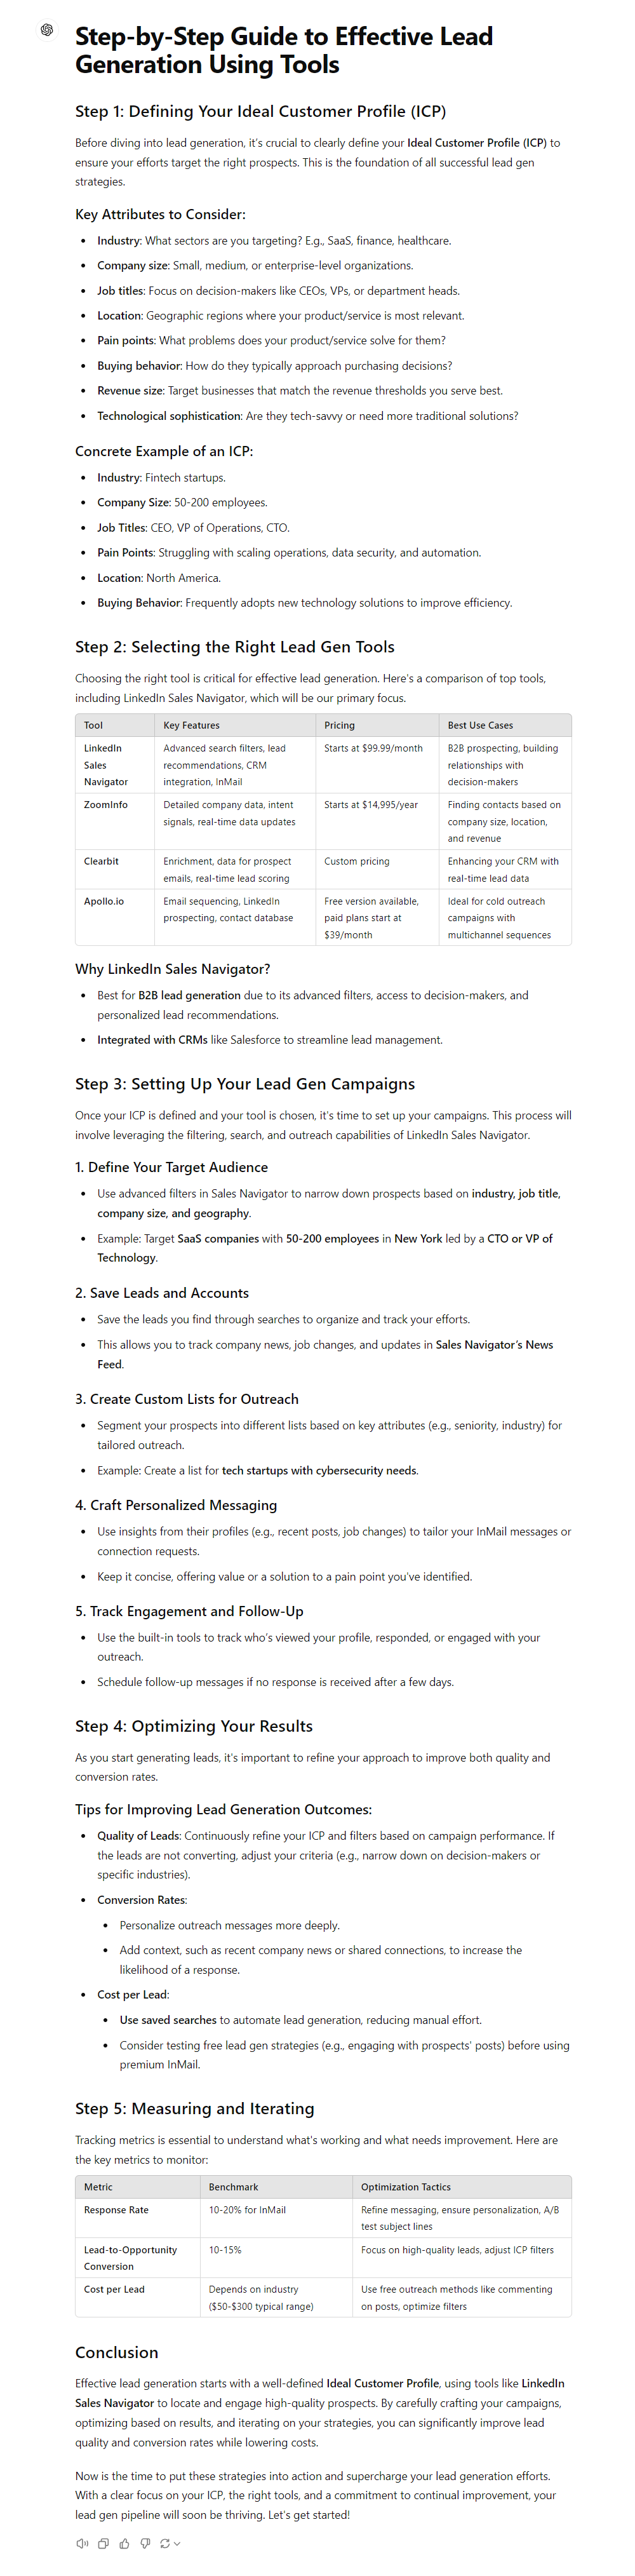 Step-by-Step Guide to Effective Lead
Generation Using Tools
Step 1: Defining Your Ideal Customer Profile (ICP)
Before diving into lead generation, it's crucial to clearly define your Ideal Customer Profile (ICP) to
ensure your efforts target the right prospects. This is the foundation of all successful lead gen
strategies.
Key Attributes to Consider:
• Industry: What sectors are you targeting? E.g., SaaS, finance, healthcare.
• Company size: Small, medium, or enterprise-level organizations.
• Job titles: Focus on decision-makers like CEOs, VPs, or department heads.
• Location: Geographic regions where your product/service is most relevant.
• Pain points: What problems does your product/service solve for them?
• Buying behavior: How do they typically approach purchasing decisions?
• Revenue size: Target businesses that match the revenue thresholds you serve best.
• Technological sophistication: Are they tech-savvy or need more traditional solutions?
Concrete Example of an ICP:
• Industry: Fintech startups.
• Company Size: 50-200 employees.
• Job Titles: CEO, VP of Operations, CTO.
• Pain Points: Struggling with scaling operations, data security, and automation.
• Location: North America.
• Buying Behavior: Frequently adopts new technology solutions to improve efficiency.
Step 2: Selecting the Right Lead Gen Tools
Choosing the right tool is critical for effective lead generation. Here's a comparison of top tools,
including LinkedIn Sales Navigator, which will be our primary focus.
Tool Key Features Pricing Best Use Cases
LinkedIn Advanced search filters, lead Starts at $99.99/month B2B prospecting, building
Sales recommendations, CRM relationships with
Navigator integration, InMail decision-makers
ZoomInfo Detailed company data, intent Starts at $14,995/year Finding contacts based on
signals, real-time data updates company size, location,
and revenue
Clearbit Enrichment, data for prospect Custom pricing Enhancing your CRM with
emails, real-time lead scoring real-time lead data
Apollo.io Email sequencing, LinkedIn Free version available, Ideal for cold outreach
prospecting, contact database paid plans start at campaigns with
$39/month multichannel sequences
Why LinkedIn Sales Navigator?
• Best for B2B lead generation due to its advanced filters, access to decision-makers, and
personalized lead recommendations.
• Integrated with CRMs like Salesforce to streamline lead management.
Step 3: Setting Up Your Lead Gen Campaigns
Once your ICP is defined and your tool is chosen, it's time to set up your campaigns. This process will
involve leveraging the filtering, search, and outreach capabilities of LinkedIn Sales Navigator.
1. Define Your Target Audience
• Use advanced filters in Sales Navigator to narrow down prospects based on industry, job title,
company size, and geography.
• Example: Target SaaS companies with 50-200 employees in New York led by a CTO or VP of
Technology.
2. Save Leads and Accounts
• Save the leads you find through searches to organize and track your efforts.
• This allows you to track company news, job changes, and updates in Sales Navigator's News
Feed.
3. Create Custom Lists for Outreach
• Segment your prospects into different lists based on key attributes (e.g., seniority, industry) for
tailored outreach.
• Example: Create a list for tech startups with cybersecurity needs.
4. Craft Personalized Messaging
• Use insights from their profiles (e.g., recent posts, job changes) to tailor your InMail messages or
connection requests.
• Keep it concise, offering value or a solution to a pain point you've identified.
5. Track Engagement and Follow-Up
• Use the built-in tools to track who's viewed your profile, responded, or engaged with your
outreach.
• Schedule follow-up messages if no response is received after a few days.
Step 4: Optimizing Your Results
As you start generating leads, it's important to refine your approach to improve both quality and
conversion rates.
Tips for Improving Lead Generation Outcomes:
• Quality of Leads: Continuously refine your ICP and filters based on campaign performance. If
the leads are not converting, adjust your criteria (e.g., narrow down on decision-makers or
specific industries).
• Conversion Rates:
• Personalize outreach messages more deeply.
• Add context, such as recent company news or shared connections, to increase the
likelihood of a response.
• Cost per Lead:
• Use saved searches to automate lead generation, reducing manual effort.
• Consider testing free lead gen strategies (e.g., engaging with prospects' posts) before using
premium InMail.
Step 5: Measuring and Iterating
Tracking metrics is essential to understand what's working and what needs improvement. Here are
the key metrics to monitor:
Metric Benchmark Optimization Tactics
Response Rate 10-20% for InMail Refine messaging, ensure personalization, A/B
test subject lines
Lead-to-Opportunity 10-15% Focus on high-quality leads, adjust ICP filters
Conversion
Cost per Lead Depends on industry Use free outreach methods like commenting
($50-$300 typical range) on posts, optimize filters
Conclusion
Effective lead generation starts with a well-defined Ideal Customer Profile, using tools like LinkedIn
Sales Navigator to locate and engage high-quality prospects. By carefully crafting your campaigns,
optimizing based on results, and iterating on your strategies, you can significantly improve lead
quality and conversion rates while lowering costs.
Now is the time to put these strategies into action and supercharge your lead generation efforts.
With a clear focus on your ICP, the right tools, and a commitment to continual improvement, your
lead gen pipeline will soon be thriving. Let's get started!